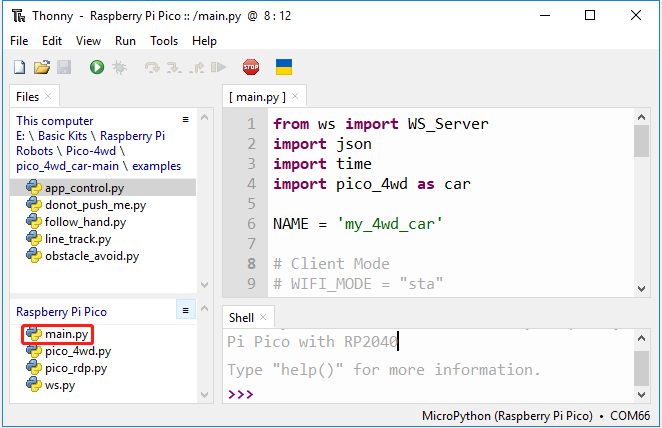 Thonny - Raspberry Pi Pico :: /main.py @ 8 : 12
File Edit View Run Tools Help
STOP
Files ×
This computer
E: \ Basic Kits \ Raspberry Pi
Robots \ Pico-4wd \
pico_4wd_car-main \ examples
app_control.py
donot_push_me.py
follow_hand.py
line_track.py
obstacle_avoid.py
Raspberry Pi Pico
main.py
pico_4wd.py
pico_rdp.py
ws.py
[ main.py ] ×
1 from ws import WS_Server
2 import json
3 import time
4 import pico_4wd as car
5
6 NAME = 'my_4wd_car'
7
8 # Client Mode
9 # WIFI_MODE = "sta"
Shell ×
Pi Pico with RP2040
Type "help()" for more information.
>>>
MicroPython (Raspberry Pi Pico) • COM66